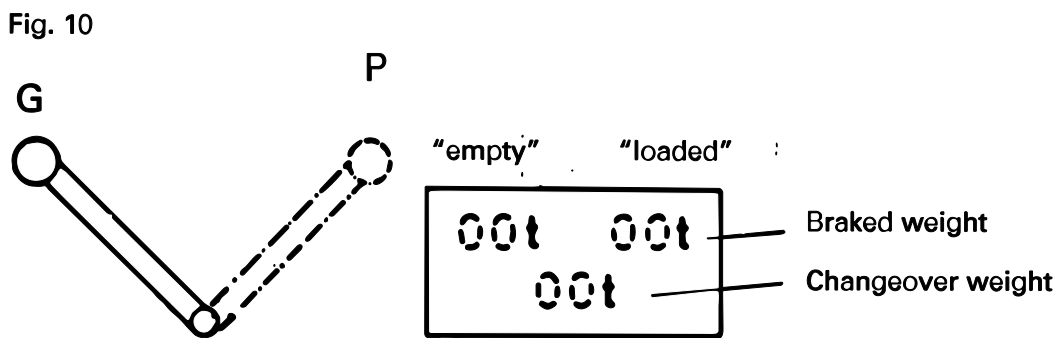 Fig. 10
G P
"empty" "loaded"
00t 00t Braked weight
00t Changeover weight